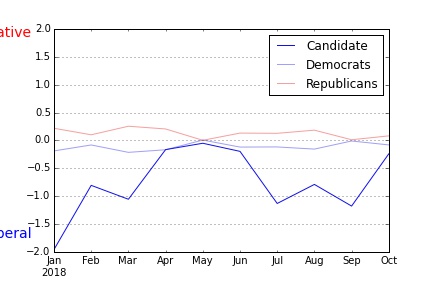 ative
2.0
1.5
1.0
0.5
0.0
−0.5
−1.0
−1.5
−2.0
peral
Candidate
Democrats
Republicans
Jan Feb Mar Apr May Jun Jul Aug Sep Oct
2018